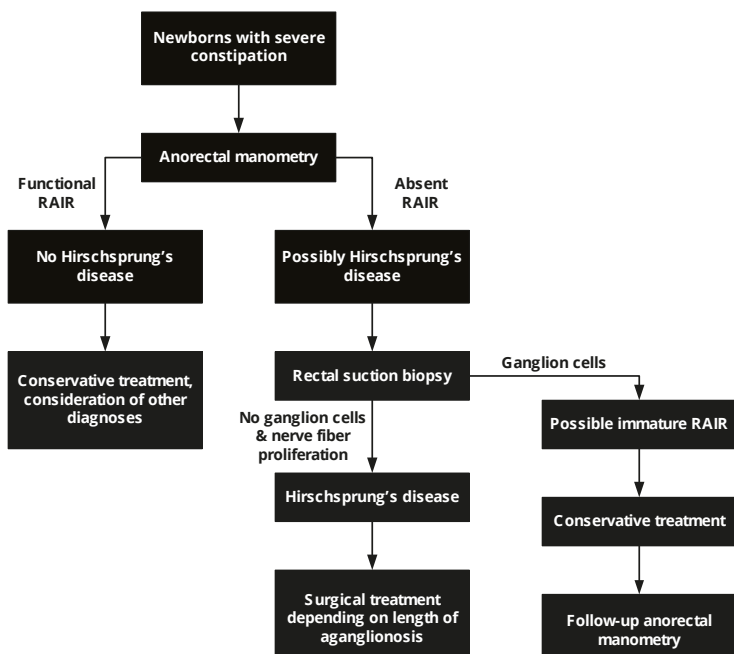 Newborns with severe
constipation
Anorectal manometry
Functional
RAIR
Absent
RAIR
No Hirschsprung's
disease
Possibly Hirschsprung's
disease
Conservative treatment,
consideration of other
diagnoses
Rectal suction biopsy
Ganglion cells
No ganglion cells
& nerve fiber
proliferation
Possible immature RAIR
Hirschsprung's disease
Conservative treatment
Surgical treatment
depending on length of
aganglionosis
Follow-up anorectal
manometry